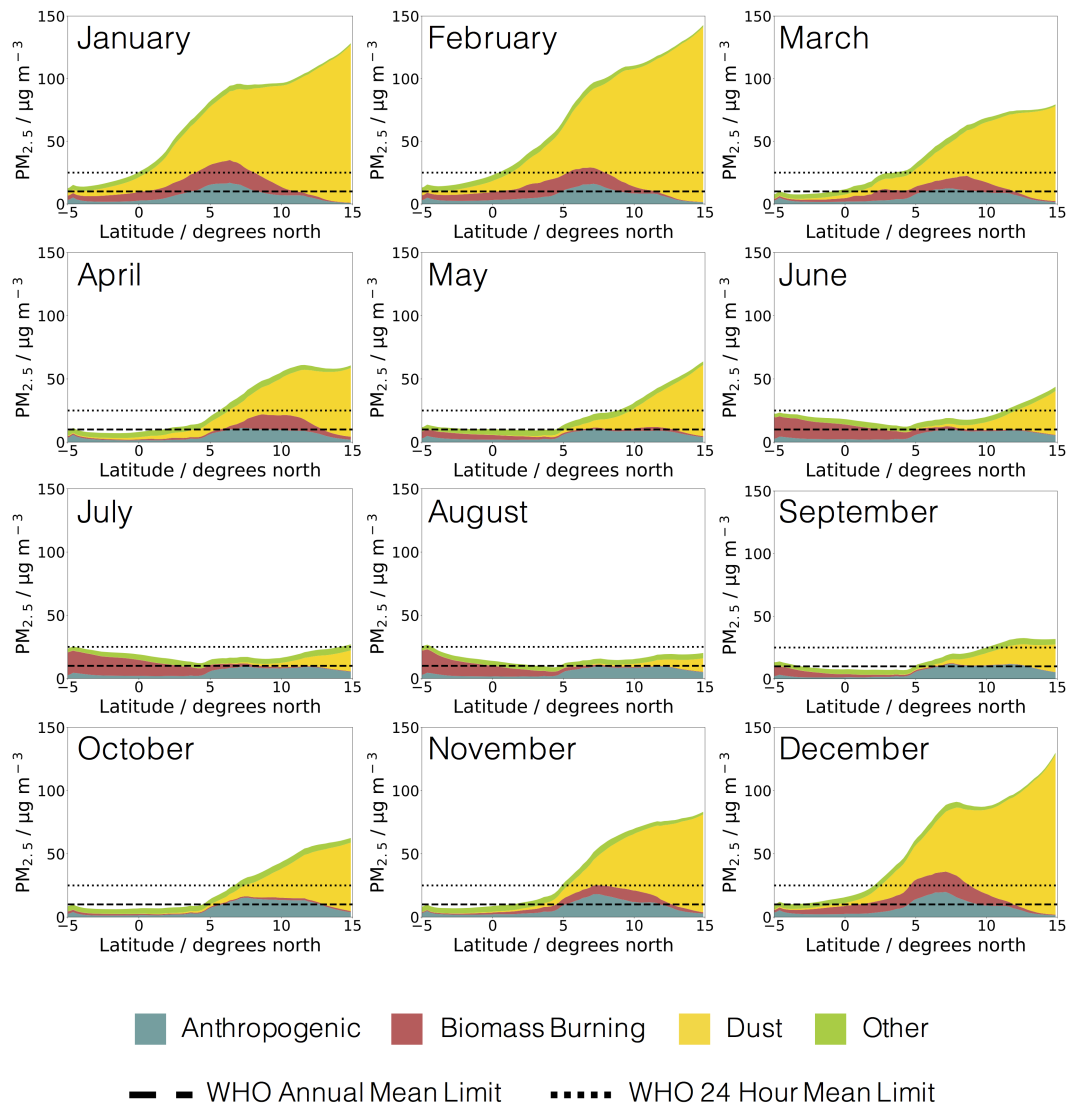 January
February
March
150
100
50
0
PM2.5 / µg m−3
−5 0 5 10 15
Latitude / degrees north
150
100
50
0
PM2.5 / µg m−3
−5 0 5 10 15
Latitude / degrees north
150
100
50
0
PM2.5 / µg m−3
−5 0 5 10 15
Latitude / degrees north
April
May
June
150
100
50
0
PM2.5 / µg m−3
−5 0 5 10 15
Latitude / degrees north
150
100
50
0
PM2.5 / µg m−3
−5 0 5 10 15
Latitude / degrees north
150
100
50
0
PM2.5 / µg m−3
−5 0 5 10 15
Latitude / degrees north
July
August
September
150
100
50
0
PM2.5 / µg m−3
−5 0 5 10 15
Latitude / degrees north
150
100
50
0
PM2.5 / µg m−3
−5 0 5 10 15
Latitude / degrees north
150
100
50
0
PM2.5 / µg m−3
−5 0 5 10 15
Latitude / degrees north
October
November
December
150
100
50
0
PM2.5 / µg m−3
−5 0 5 10 15
Latitude / degrees north
150
100
50
0
PM2.5 / µg m−3
−5 0 5 10 15
Latitude / degrees north
150
100
50
0
PM2.5 / µg m−3
−5 0 5 10 15
Latitude / degrees north
Anthropogenic Biomass Burning Dust Other
WHO Annual Mean Limit WHO 24 Hour Mean Limit